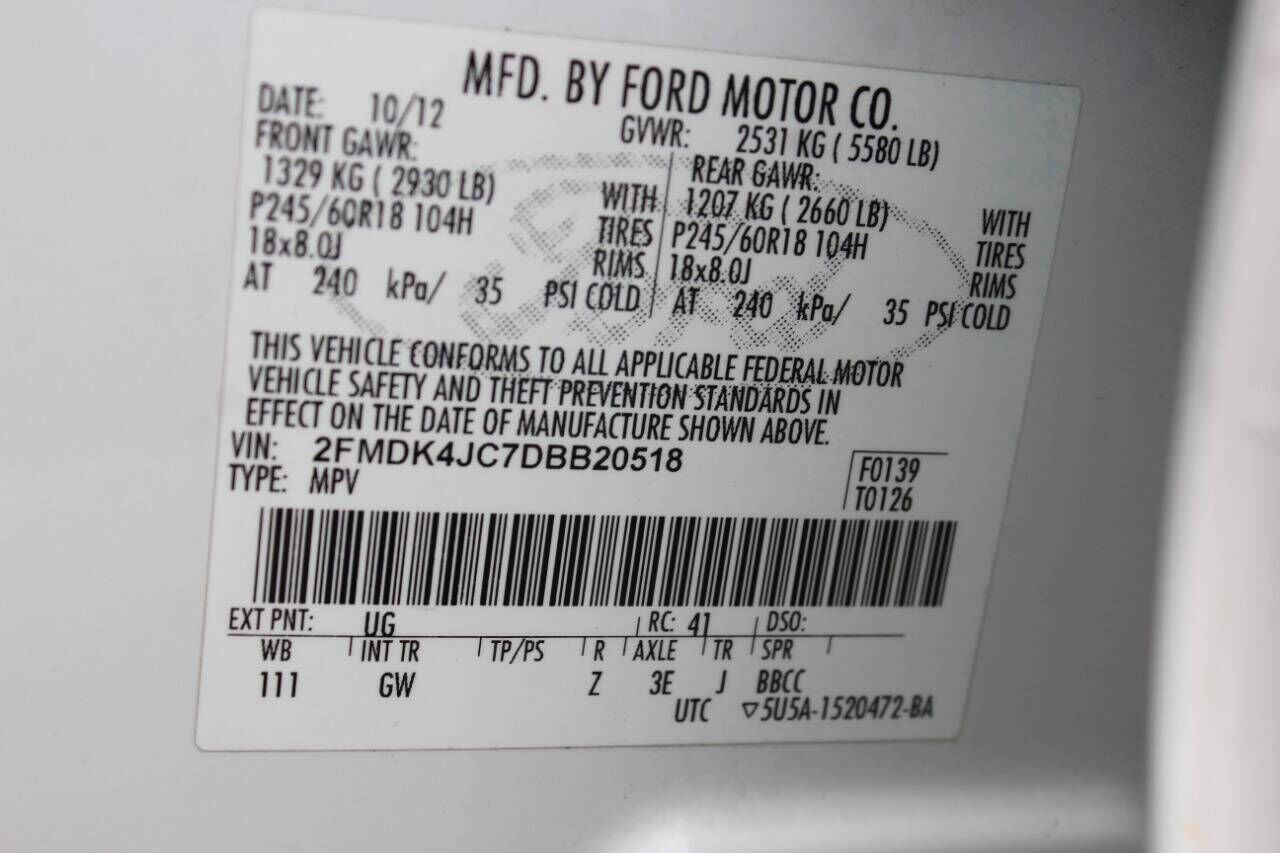 MFD. BY FORD MOTOR CO.
DATE: 10/12 GVWR: 2531 KG ( 5580 LB)
FRONT GAWR: REAR GAWR:
1329 KG ( 2930 LB) WITH 1207 KG ( 2660 LB) WITH
P245/60R18 104H TIRES P245/60R18 104H TIRES
18x8.0J RIMS 18x8.0J RIMS
AT 240 kPa/ 35 PSI COLD AT 240 kPa/ 35 PSI COLD
THIS VEHICLE CONFORMS TO ALL APPLICABLE FEDERAL MOTOR
VEHICLE SAFETY AND THEFT PREVENTION STANDARDS IN
EFFECT ON THE DATE OF MANUFACTURE SHOWN ABOVE.
VIN: 2FMDK4JC7DBB20518
TYPE: MPV
F0139
T0126
EXT PNT: UG RC: 41 DSO:
WB INT TR TP/PS R AXLE TR SPR
111 GW Z 3E J BBCC
UTC ▽5U5A-1520472-BA